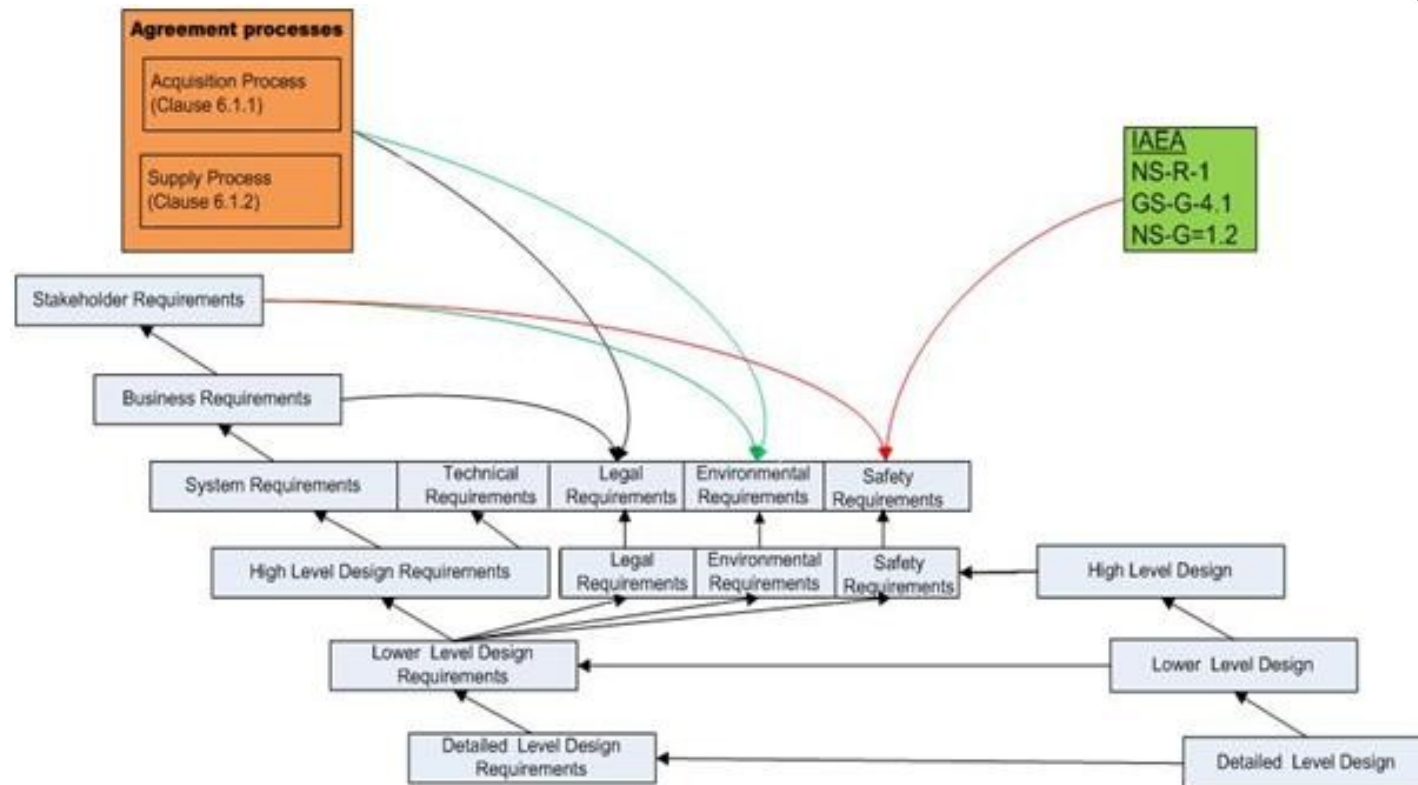 Agreement processes
Acquisition Process
(Clause 6.1.1)
Supply Process
(Clause 6.1.2)
IAEA
NS-R-1
GS-G-4.1
NS-G=1.2
Stakeholder Requirements
Business Requirements
System Requirements
Technical
Requirements
Legal
Requirements
Environmental
Requirements
Safety
Requirements
High Level Design Requirements
Legal
Requirements
Environmental
Requirements
Safety
Requirements
High Level Design
Lower Level Design
Requirements
Lower Level Design
Detailed Level Design
Requirements
Detailed Level Design